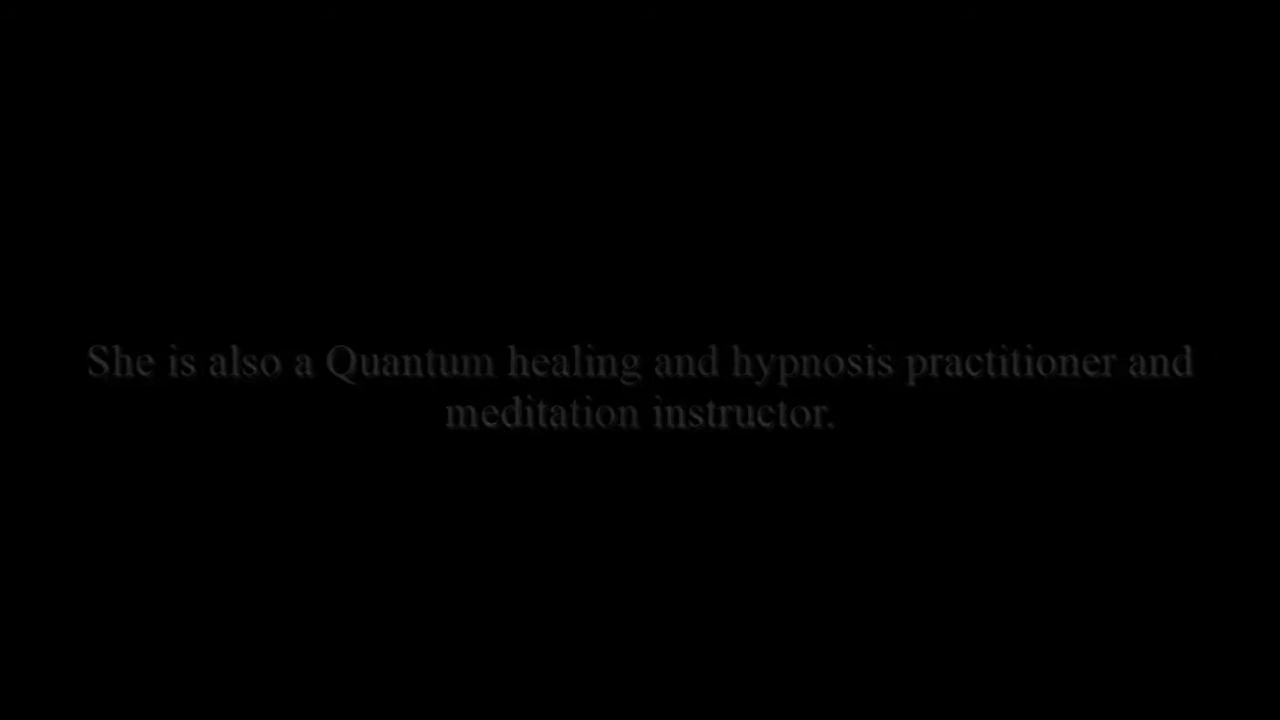 She is also a Quantum healing and hypnosis practitioner and
meditation instructor.